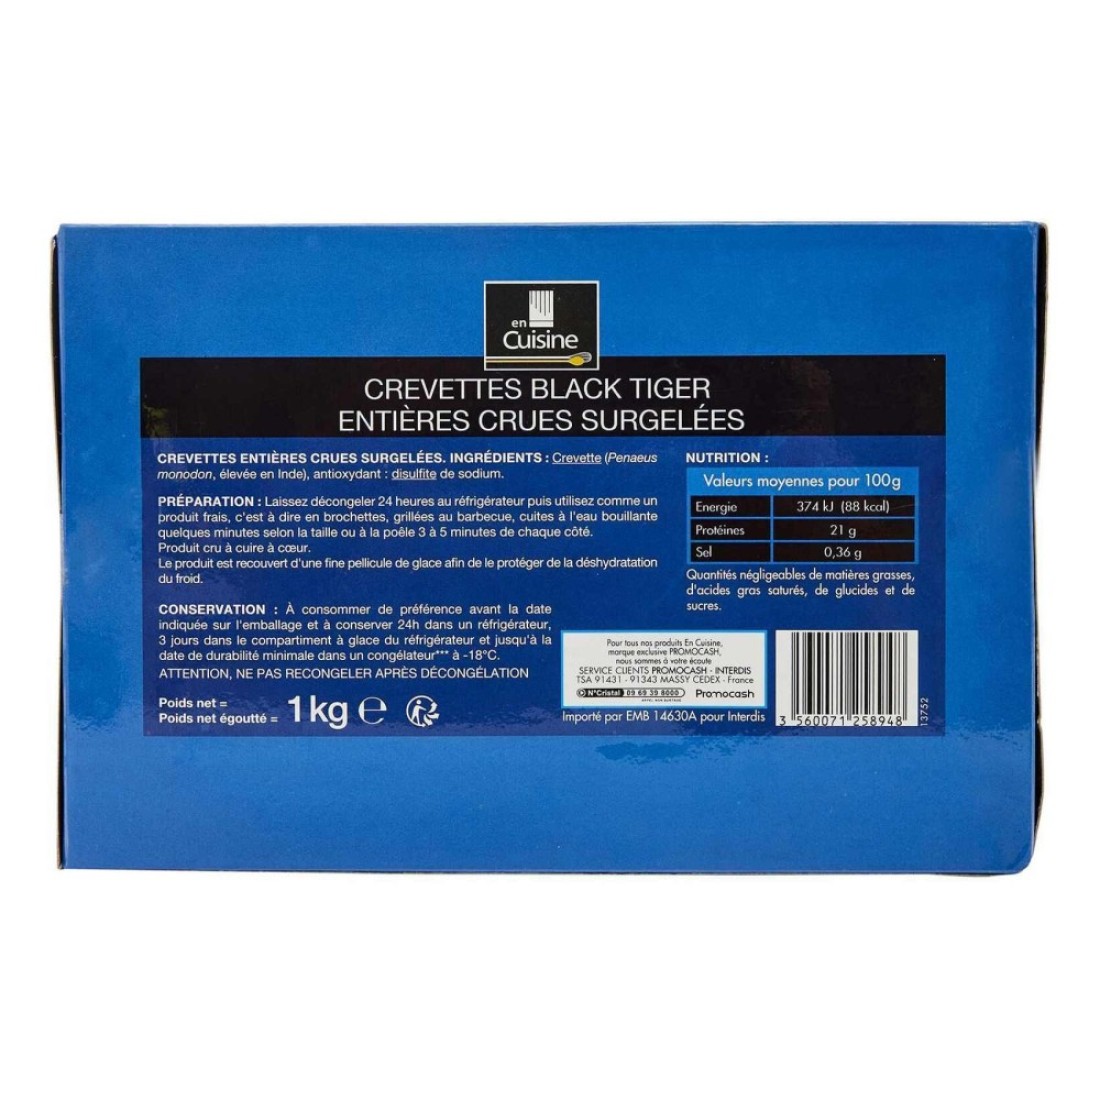 en
Cuisine
CREVETTES BLACK TIGER
ENTIÈRES CRUES SURGELÉES
CREVETTES ENTIÈRES CRUES SURGELÉES. INGRÉDIENTS : Crevette (Penaeus
monodon, élevée en Inde), antioxydant : disulfite de sodium.
PRÉPARATION : Laissez décongeler 24 heures au réfrigérateur puis utilisez comme un
produit frais, c'est à dire en brochettes, grillées au barbecue, cuites à l'eau bouillante
quelques minutes selon la taille ou à la poêle 3 à 5 minutes de chaque côté.
Produit cru à cuire à cœur.
Le produit est recouvert d'une fine pellicule de glace afin de le protéger de la déshydratation
du froid.
CONSERVATION : À consommer de préférence avant la date
indiquée sur l'emballage et à conserver 24h dans un réfrigérateur,
3 jours dans le compartiment à glace du réfrigérateur et jusqu'à la
date de durabilité minimale dans un congélateur*** à -18°C.
ATTENTION, NE PAS RECONGELER APRÈS DÉCONGÉLATION
Poids net =
Poids net égoutté = 1kg e
NUTRITION :
Valeurs moyennes pour 100g
Energie 374 kJ (88 kcal)
Protéines 21 g
Sel 0,36 g
Quantités négligeables de matières grasses,
d'acides gras saturés, de glucides et de
sucres.
Pour tous nos produits En Cuisine,
marque exclusive PROMOCASH,
nous sommes à votre écoute
SERVICE CLIENTS PROMOCASH - INTERDIS
TSA 91431 - 91343 MASSY CEDEX - France
N°Cristal 09 69 39 8000 Promocash
APPEL NON SURTAXÉ
Importé par EMB 14630A pour Interdis
3 560071 258948
13752